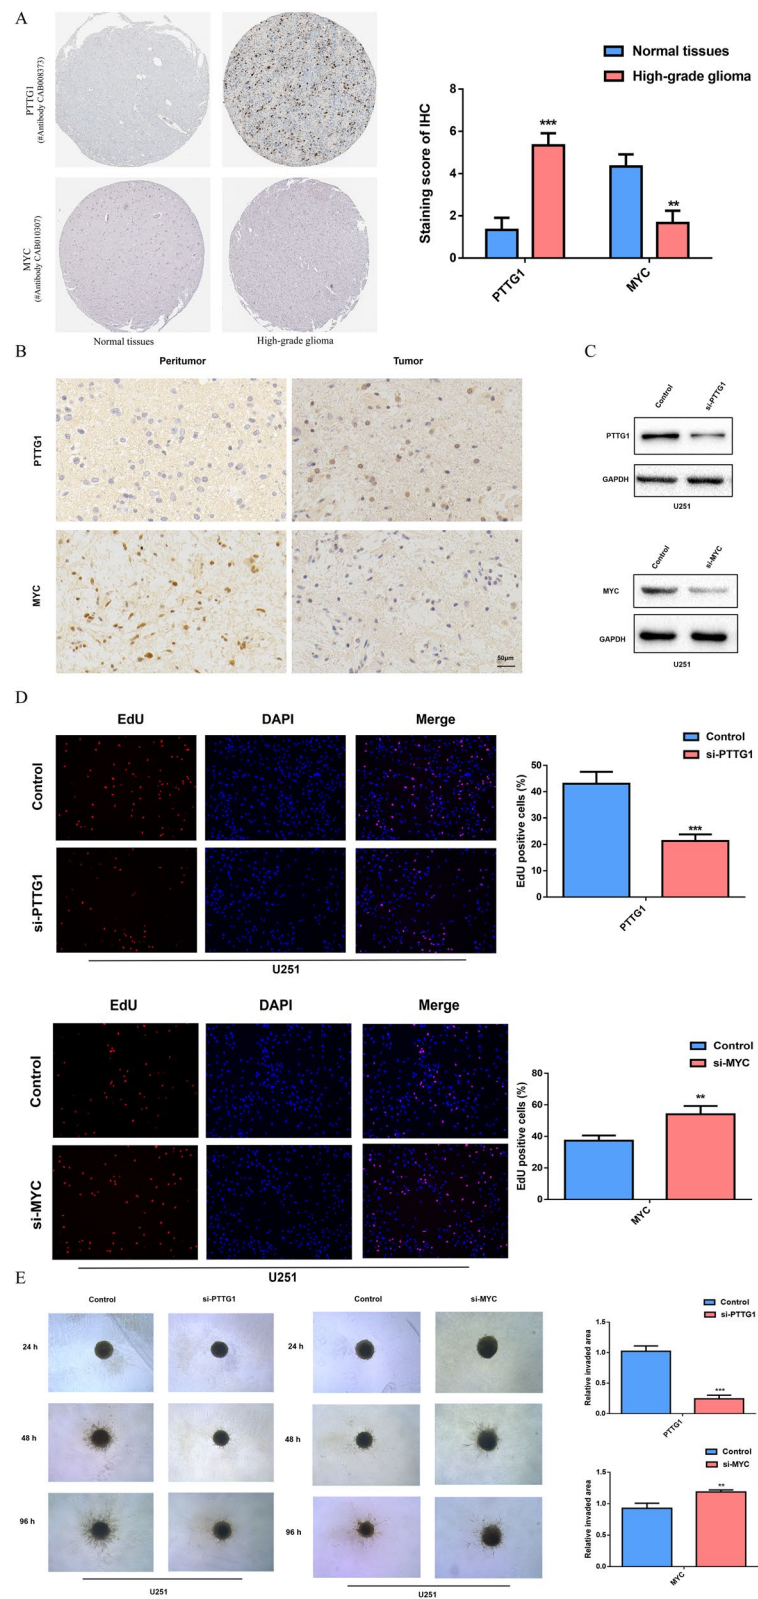 A
PTTG1
(#Antibody CAB008373)
MYC
(#Antibody CAB010307)
Normal tissues
High-grade glioma
Normal tissues
High-grade glioma
Staining score of IHC
8
6
4
2
0
***
**
PTTG1
MYC
B
Peritumor
Tumor
PTTG1
MYC
50μm
C
Control
si-PTTG1
PTTG1
GAPDH
U251
Control
si-MYC
MYC
GAPDH
U251
D
EdU
DAPI
Merge
Control
si-PTTG1
U251
Control
si-PTTG1
EdU positive cells (%)
50
40
30
20
10
0
***
PTTG1
EdU
DAPI
Merge
Control
si-MYC
U251
Control
si-MYC
EdU positive cells (%)
80
60
40
20
0
**
MYC
E
Control
si-PTTG1
24 h
48 h
96 h
U251
Control
si-MYC
24 h
48 h
96 h
U251
Control
si-PTTG1
Relative invaded area
1.5
1.0
0.5
0.0
***
PTTG1
Control
si-MYC
Relative invaded area
1.5
1.0
0.5
0.0
**
MYC